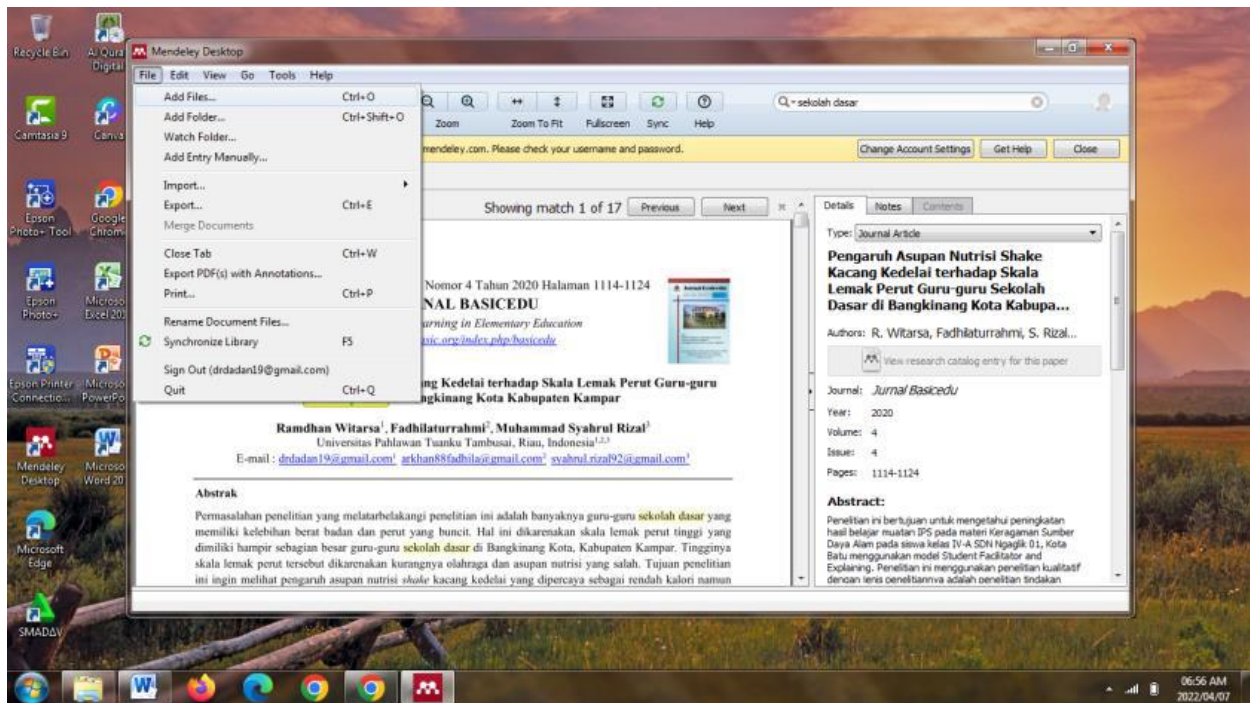 Recycle Bin
Al Qura
Digital
Camtasia 9
Canva
Epson
Photo+ Tool
Google
Chrom
Epson
Photo+
Microso
Excel 201
Epson Printer
Connectio...
Microso
PowerPo
Mendeley
Desktop
Microso
Word 20
Microsoft
Edge
SMADAV
Mendeley Desktop
File Edit View Go Tools Help
Add Files... Ctrl+O
Add Folder... Ctrl+Shift+O
Watch Folder...
Add Entry Manually...
Import...
Export... Ctrl+E
Merge Documents
Close Tab Ctrl+W
Export PDF(s) with Annotations...
Print... Ctrl+P
Rename Document Files...
Synchronize Library F5
Sign Out (drdadan19@gmail.com)
Quit Ctrl+Q
Zoom Zoom To Fit Fullscreen Sync Help
sekolah dasar
mendeley.com. Please check your username and password.
Change Account Settings Get Help Close
Showing match 1 of 17 Previous Next
Nomor 4 Tahun 2020 Halaman 1114-1124
NAL BASICEDU
arning in Elementary Education
sic.org/index.php/basicedu
ang Kedelai terhadap Skala Lemak Perut Guru-guru
ngkinang Kota Kabupaten Kampar
Ramdhan Witarsa1, Fadhilaturrahmi2, Muhammad Syahrul Rizal3
Universitas Pahlawan Tuanku Tambusai, Riau, Indonesia1,2,3
E-mail : drdadan19@gmail.com1 arkhan88fadhila@gmail.com2 syahrul.rizal92@gmail.com3
Abstrak
Permasalahan penelitian yang melatarbelakangi penelitian ini adalah banyaknya guru-guru sekolah dasar yang
memiliki kelebihan berat badan dan perut yang buncit. Hal ini dikarenakan skala lemak perut tinggi yang
dimiliki hampir sebagian besar guru-guru sekolah dasar di Bangkinang Kota, Kabupaten Kampar. Tingginya
skala lemak perut tersebut dikarenakan kurangnya olahraga dan asupan nutrisi yang salah. Tujuan penelitian
ini ingin melihat pengaruh asupan nutrisi shake kacang kedelai yang dipercaya sebagai rendah kalori namun
Details Notes Contents
Type: Journal Article
Pengaruh Asupan Nutrisi Shake
Kacang Kedelai terhadap Skala
Lemak Perut Guru-guru Sekolah
Dasar di Bangkinang Kota Kabupa...
Authors: R. Witarsa, Fadhilaturrahmi, S. Rizal...
View research catalog entry for this paper
Journal: Jurnal Basicedu
Year: 2020
Volume: 4
Issue: 4
Pages: 1114-1124
Abstract:
Penelitian ini bertujuan untuk mengetahui peningkatan
hasil belajar muatan IPS pada materi Keragaman Sumber
Daya Alam pada siswa kelas IV-A SDN Ngaglik 01, Kota
Batu menggunakan model Student Facilitator and
Explaining. Penelitian ini menggunakan penelitian kualitatif
dengan jenis penelitiannya adalah penelitian tindakan
06:56 AM
2022/04/07